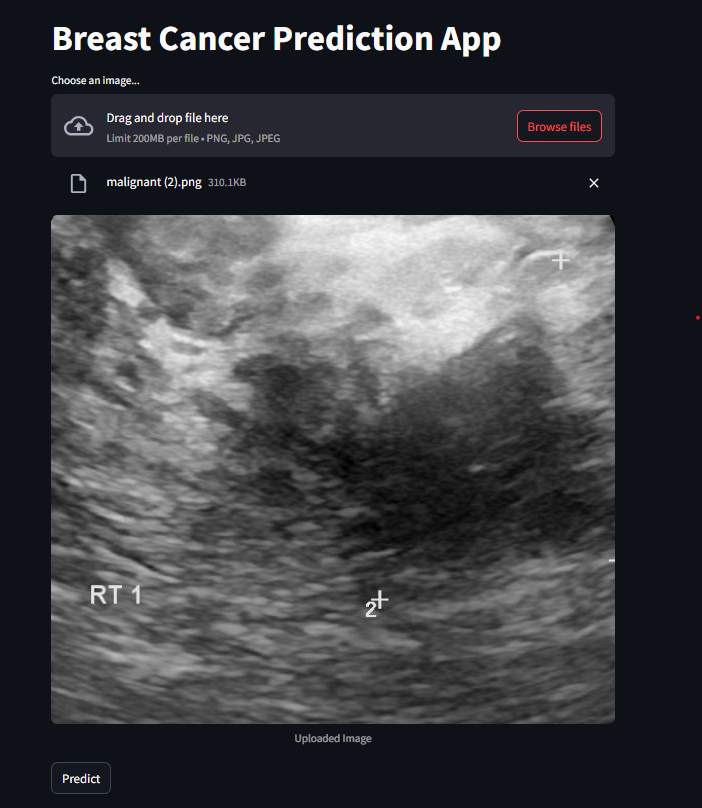 Breast Cancer Prediction App
Choose an image...
Drag and drop file here
Limit 200MB per file • PNG, JPG, JPEG
Browse files
malignant (2).png 310.1KB
RT 1
2
Uploaded Image
Predict